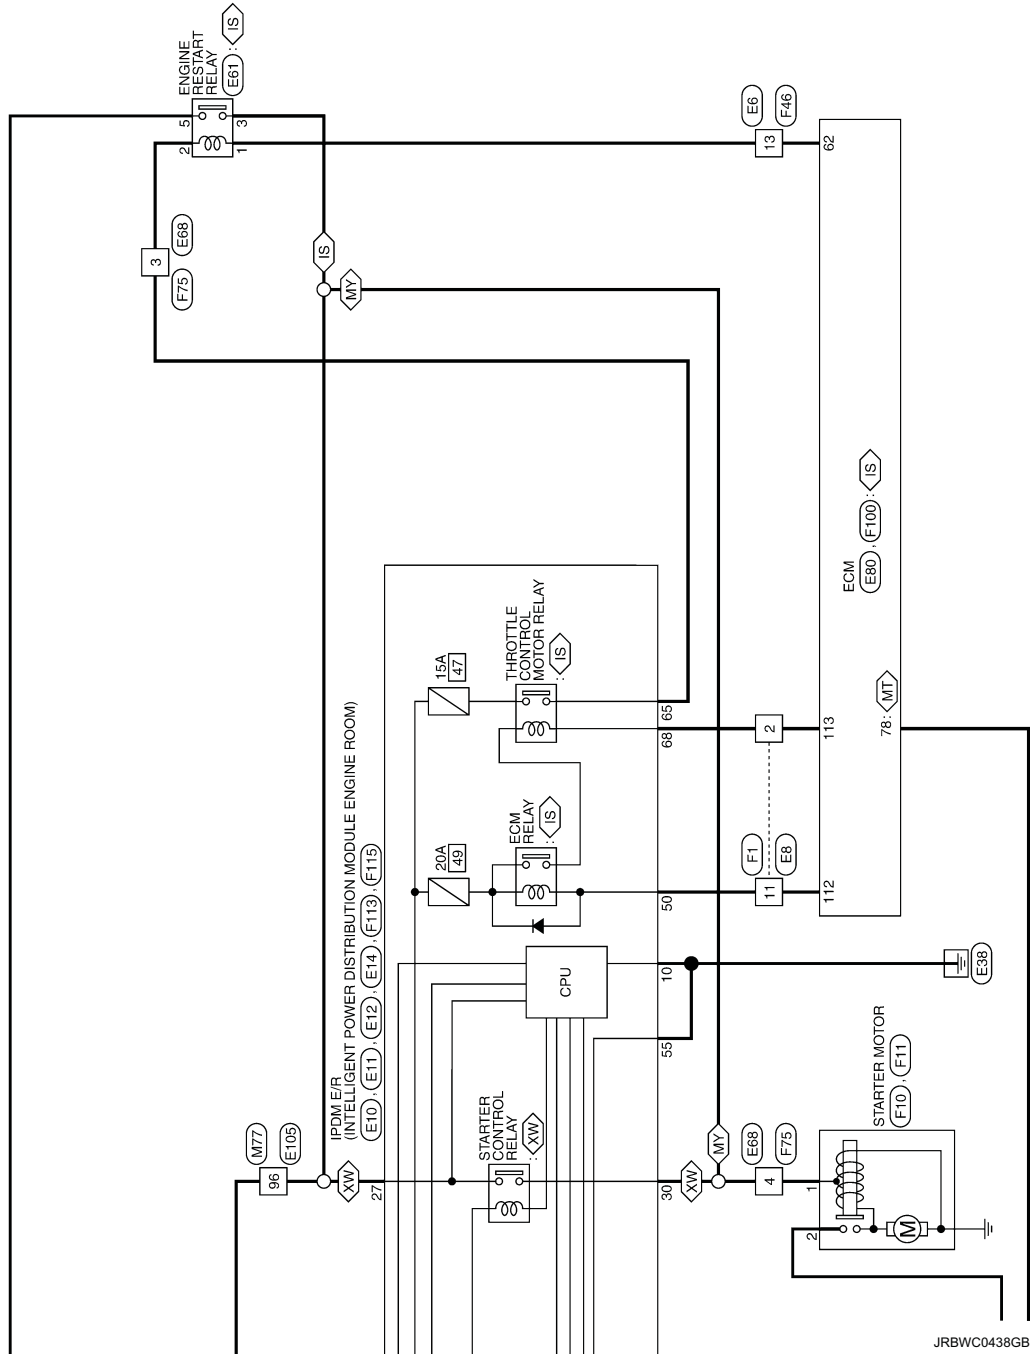 ENGINE
RESTART
RELAY
E61 : IS
5
3
2
1
E6
F46
13
62
3
E68
F75
IS
MY
ECM
E80 , F100 : IS
15A
47
THROTTLE
CONTROL
MOTOR RELAY
: IS
65
68
2
113
78: MT
20A
49
ECM
RELAY
: IS
50
F1
E8
11
112
IPDM E/R
(INTELLIGENT POWER DISTRIBUTION MODULE ENGINE ROOM)
E10 , E11 , E12 , E14 , F113 , F115
CPU
10
55
E38
M77
E105
96
XW
27
STARTER
CONTROL
RELAY
: XW
30
XW
MY
E68
F75
4
STARTER MOTOR
F10 , F11
1
2
M
JRBWC0438GB